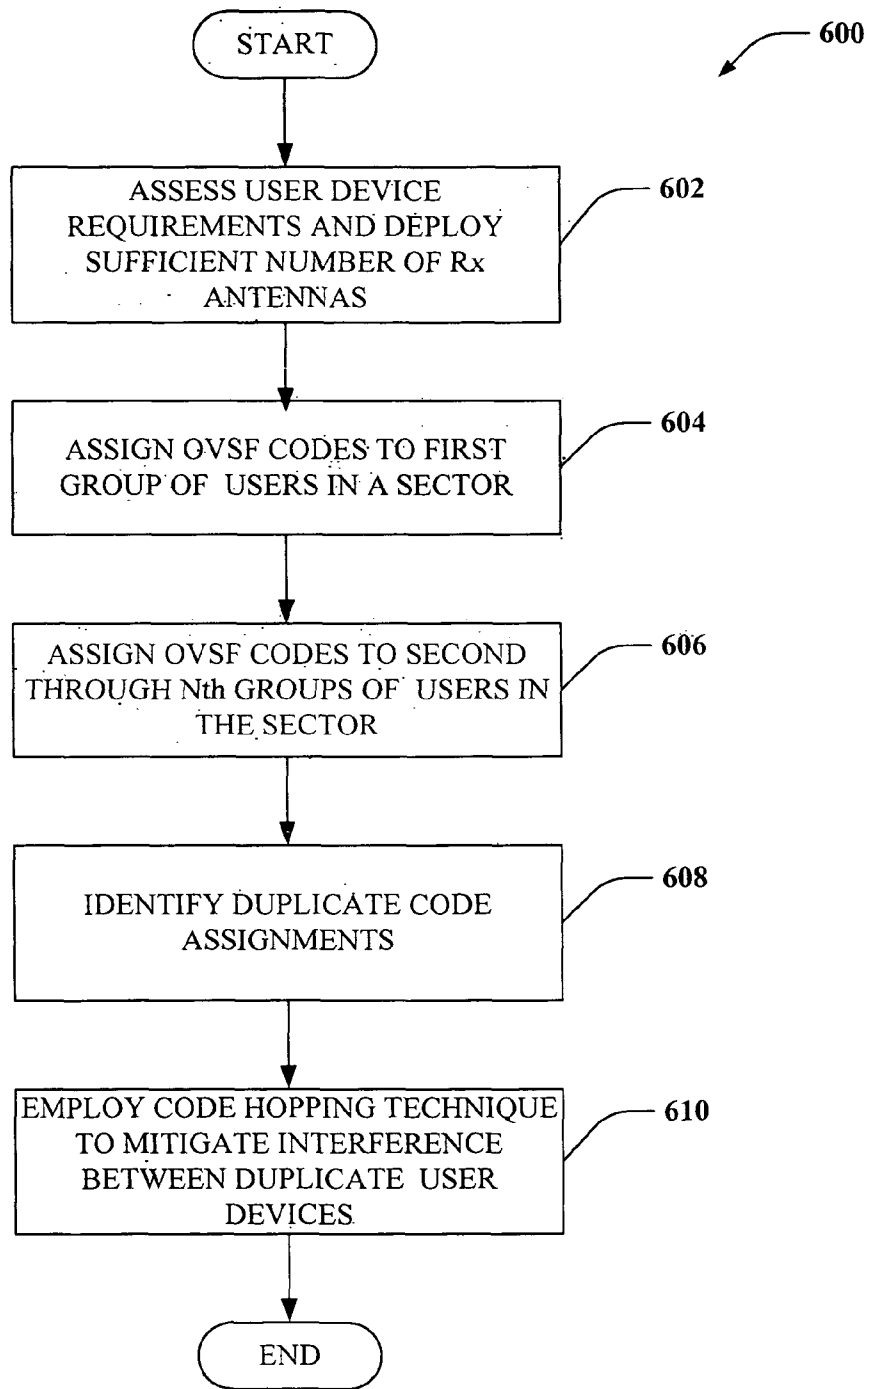 START
600
ASSESS USER DEVICE
REQUIREMENTS AND DEPLOY
SUFFICIENT NUMBER OF Rx
ANTENNAS
602
ASSIGN OVSF CODES TO FIRST
GROUP OF USERS IN A SECTOR
604
ASSIGN OVSF CODES TO SECOND
THROUGH Nth GROUPS OF USERS IN
THE SECTOR
606
IDENTIFY DUPLICATE CODE
ASSIGNMENTS
608
EMPLOY CODE HOPPING TECHNIQUE
TO MITIGATE INTERFERENCE
BETWEEN DUPLICATE USER
DEVICES
610
END